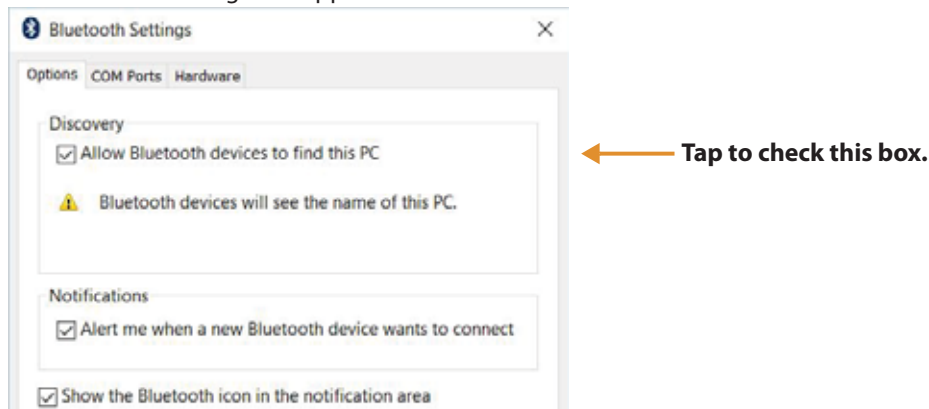 Bluetooth Settings
Options COM Ports Hardware
Discovery
Allow Bluetooth devices to find this PC
Tap to check this box.
Bluetooth devices will see the name of this PC.
Notifications
Alert me when a new Bluetooth device wants to connect
Show the Bluetooth icon in the notification area